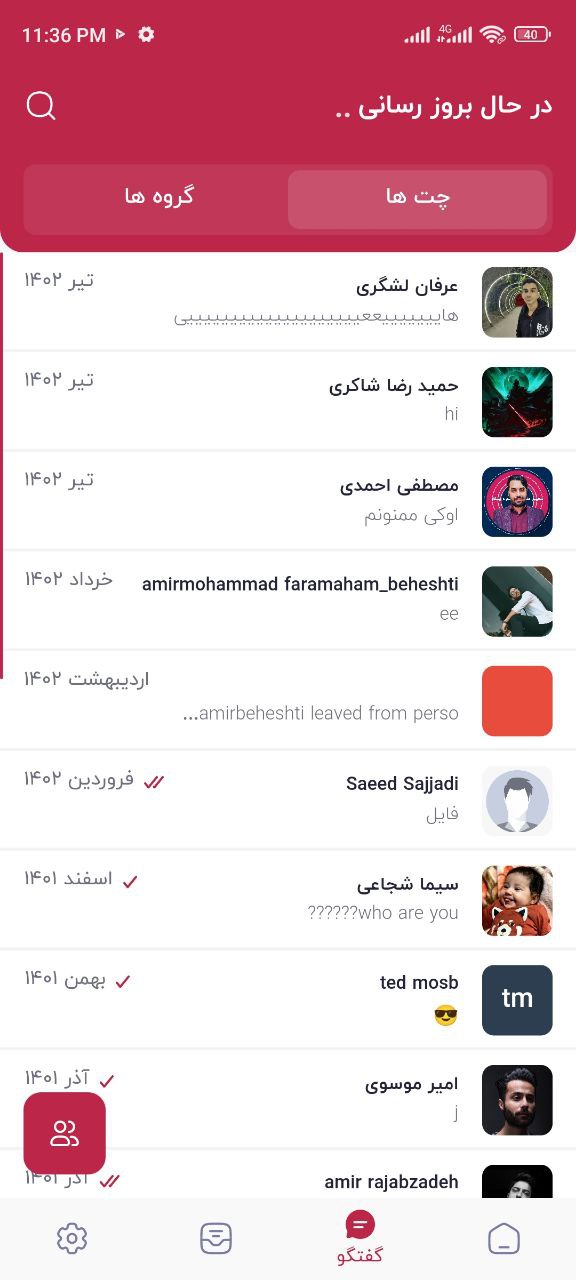 11:36 PM 4G 40
در حال بروز رسانی ..
چت ها
گروه ها
عرفان لشگری
تیر ۱۴۰۲
حمید رضا شاکری
تیر ۱۴۰۲
hi
مصطفی احمدی
تیر ۱۴۰۲
اوکی ممنونم
amirmohammad faramaham_beheshti
خرداد ۱۴۰۲
ee
اردیبهشت ۱۴۰۲
amirbeheshti leaved from perso...
Saeed Sajjadi
فروردین ۱۴۰۲
فایل
سیما شجاعی
اسفند ۱۴۰۱
who are you??????
tm
ted mosb
بهمن ۱۴۰۱
😎
امیر موسوی
آذر ۱۴۰۱
j
amir rajabzadeh
آذر ۱۴۰۱
گفتگو